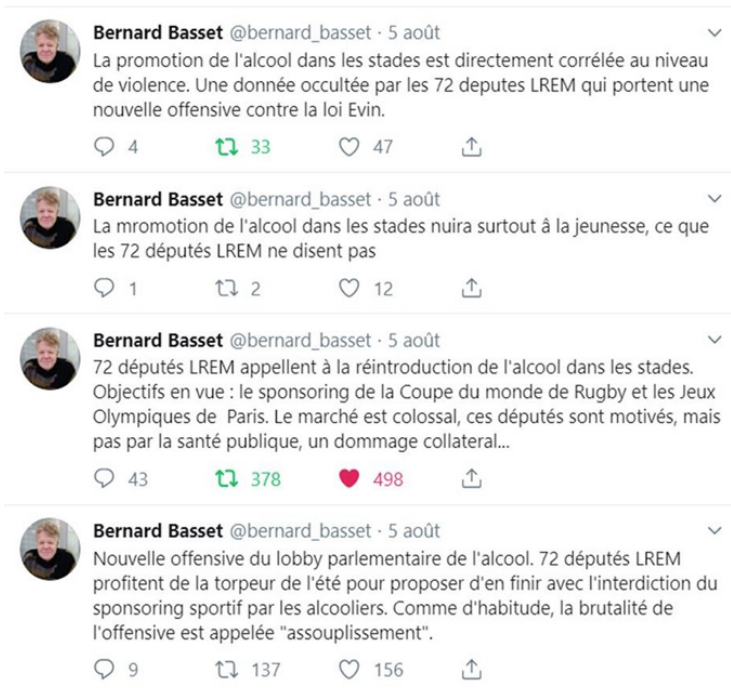 Bernard Basset @bernard_basset · 5 août
La promotion de l'alcool dans les stades est directement corrélée au niveau
de violence. Une donnée occultée par les 72 deputes LREM qui portent une
nouvelle offensive contre la loi Evin.
4 33 47
Bernard Basset @bernard_basset · 5 août
La mromotion de l'alcool dans les stades nuira surtout â la jeunesse, ce que
les 72 députés LREM ne disent pas
1 2 12
Bernard Basset @bernard_basset · 5 août
72 députés LREM appellent à la réintroduction de l'alcool dans les stades.
Objectifs en vue : le sponsoring de la Coupe du monde de Rugby et les Jeux
Olympiques de  Paris. Le marché est colossal, ces députés sont motivés, mais
pas par la santé publique, un dommage collateral...
43 378 498
Bernard Basset @bernard_basset · 5 août
Nouvelle offensive du lobby parlementaire de l'alcool. 72 députés LREM
profitent de la torpeur de l'été pour proposer d'en finir avec l'interdiction du
sponsoring sportif par les alcooliers. Comme d'habitude, la brutalité de
l'offensive est appelée "assouplissement".
9 137 156